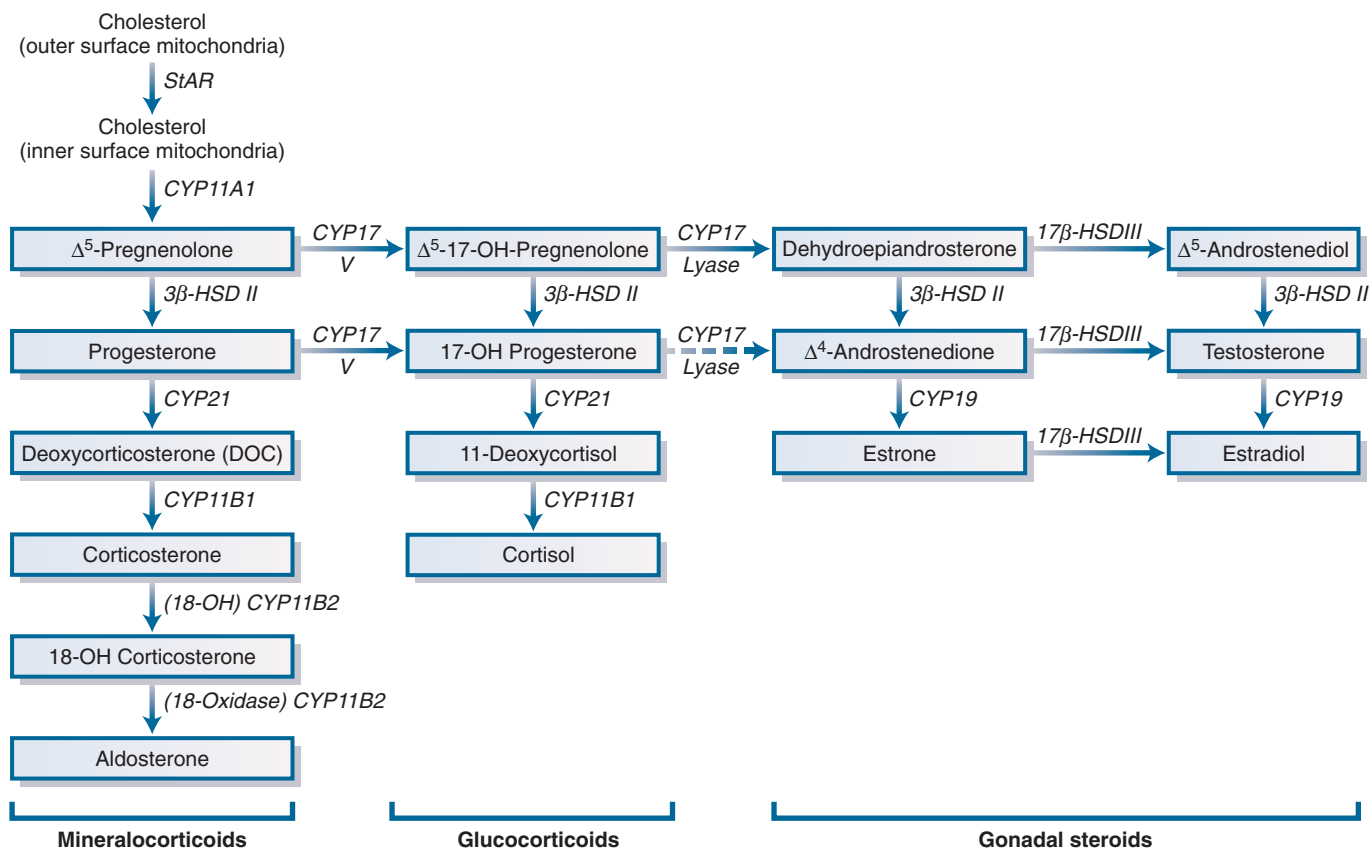 Cholesterol
(outer surface mitochondria)
StAR
Cholesterol
(inner surface mitochondria)
CYP11A1
Δ⁵-Pregnenolone
CYP17
V
Δ⁵-17-OH-Pregnenolone
CYP17
Lyase
Dehydroepiandrosterone
17β-HSDIII
Δ⁵-Androstenediol
3β-HSD II
3β-HSD II
3β-HSD II
3β-HSD II
Progesterone
CYP17
V
17-OH Progesterone
CYP17
Lyase
Δ⁴-Androstenedione
17β-HSDIII
Testosterone
CYP21
CYP21
CYP19
CYP19
Deoxycorticosterone (DOC)
11-Deoxycortisol
Estrone
17β-HSDIII
Estradiol
CYP11B1
CYP11B1
Corticosterone
Cortisol
(18-OH) CYP11B2
18-OH Corticosterone
(18-Oxidase) CYP11B2
Aldosterone
Mineralocorticoids
Glucocorticoids
Gonadal steroids